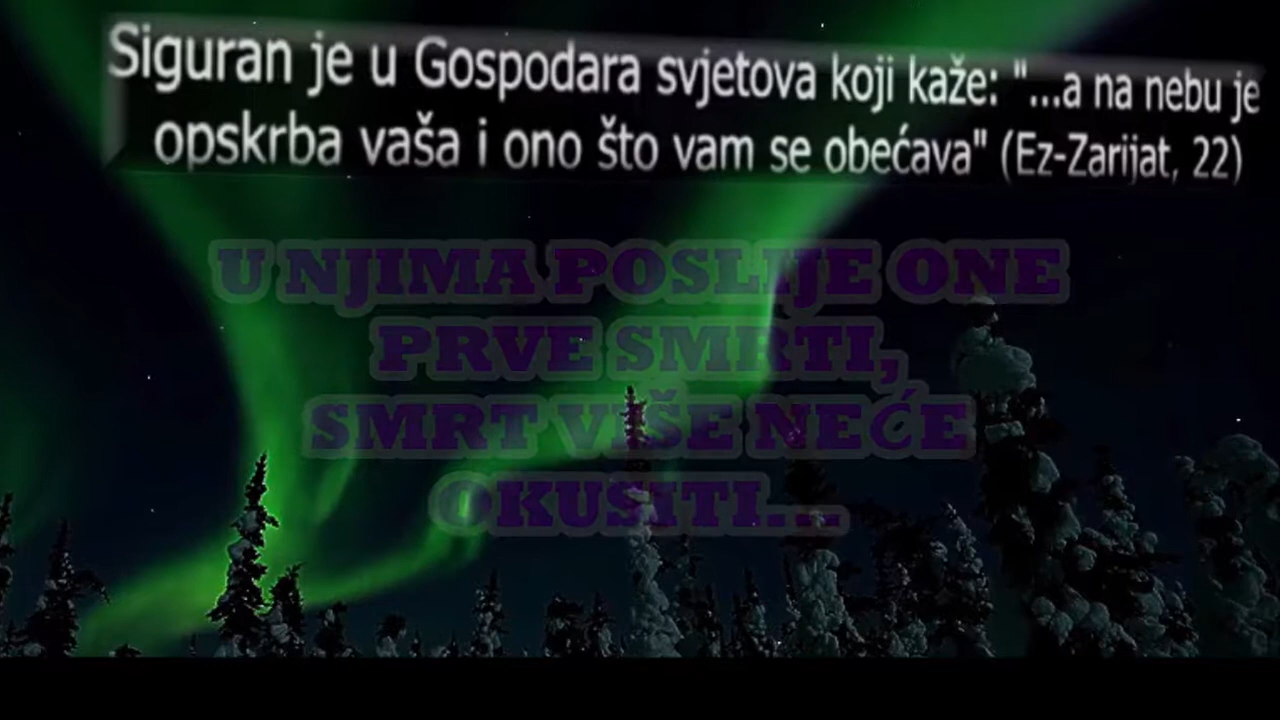 Siguran je u Gospodara svjetova koji kaže: "...a na nebu je
opskrba vaša i ono što vam se obećava" (Ez-Zarijat, 22)
U NJIMA POSLIJE ONE
PRVE SMRTI,
SMRT VIŠE NEĆE
OKUSITI...